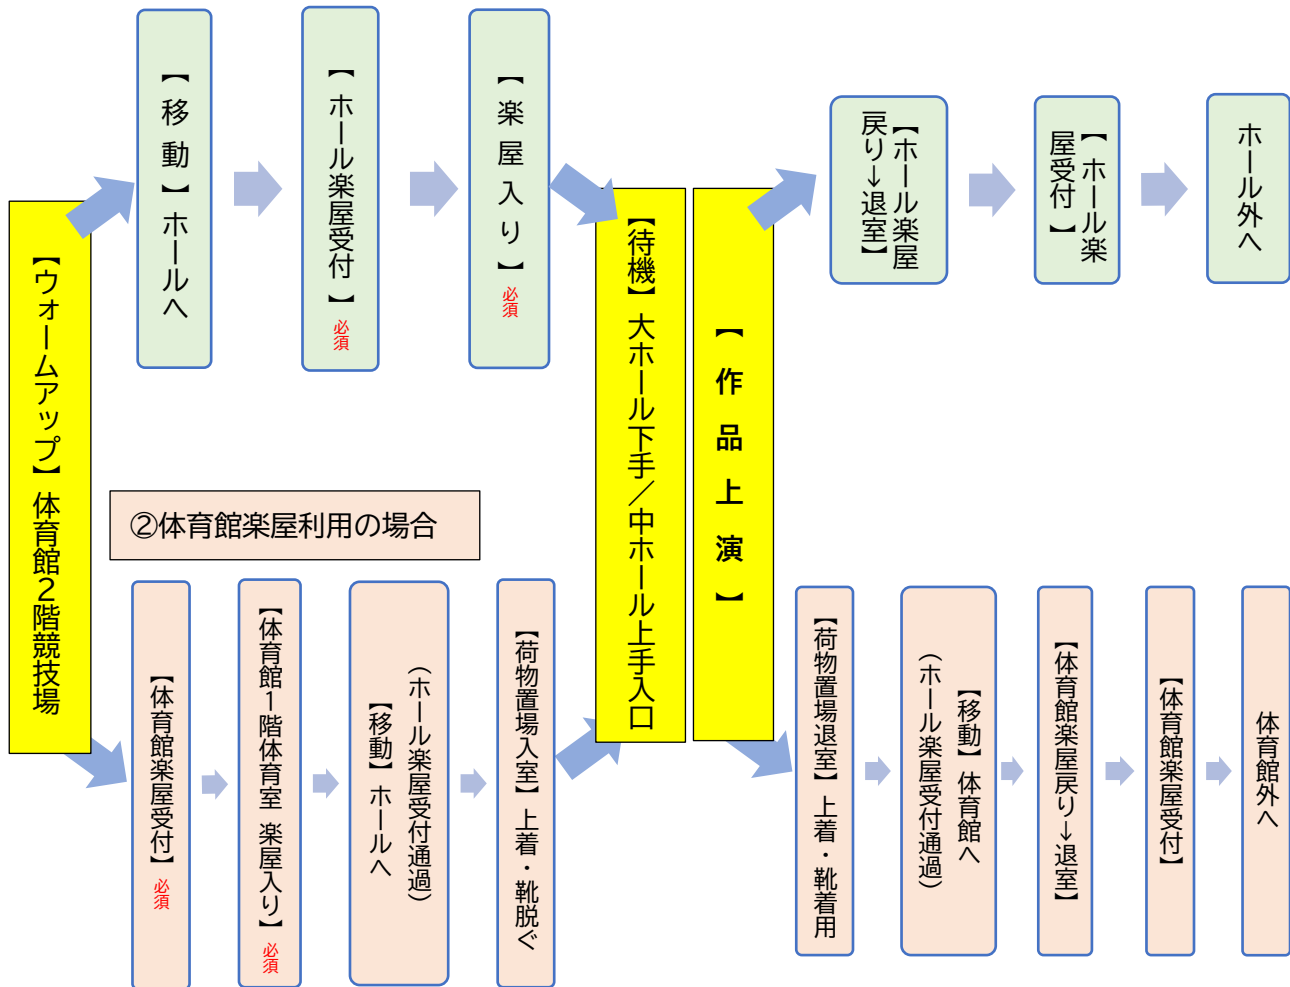 【ウォームアップ】体育館2階競技場
【移動】ホールへ
【ホール楽屋受付】必須
【楽屋入り】必須
【待機】大ホール下手／中ホール上手入口
【作品上演】
【ホール楽屋
戻り→退室】
【ホール楽
屋受付】
ホール外へ
②体育館楽屋利用の場合
【体育館楽屋受付】必須
【体育館1階体育室 楽屋入り】必須
（ホール楽屋受付通過）
【移動】ホールへ
【荷物置場入室】上着・靴脱ぐ
【荷物置場退室】上着・靴着用
【移動】体育館へ
（ホール楽屋受付通過）
【体育館楽屋戻り→退室】
【体育館楽屋受付】
体育館外へ